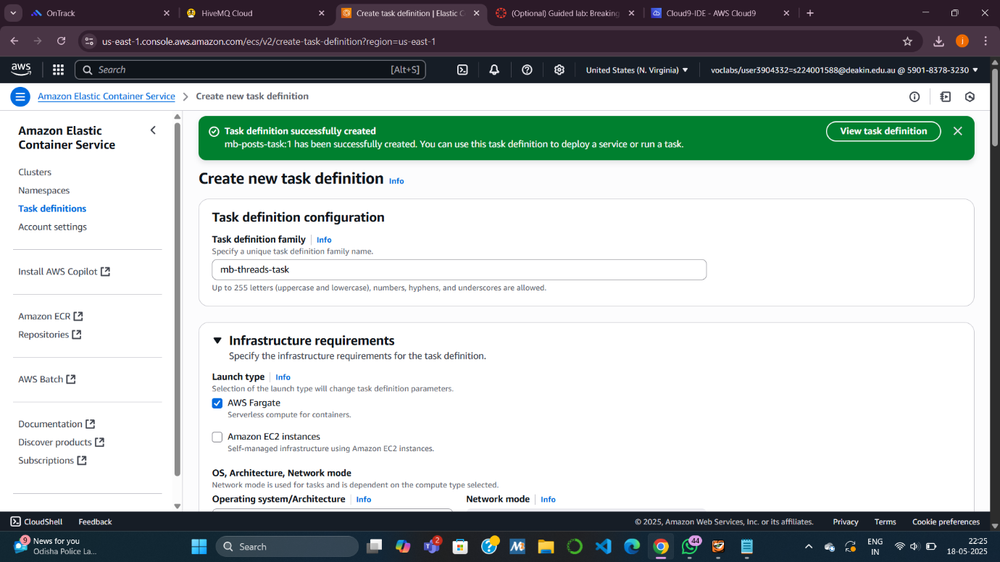 OnTrack
HiveMQ Cloud
Create task definition | Elastic C
(Optional) Guided lab: Breaking
Cloud9-IDE - AWS Cloud9
us-east-1.console.aws.amazon.com/ecs/v2/create-task-definition?region=us-east-1
j
aws
Search
[Alt+S]
United States (N. Virginia)
voclabs/user3904332=s224001588@deakin.edu.au @ 5901-8378-3230
Amazon Elastic Container Service
Create new task definition
Amazon Elastic
Container Service
Clusters
Namespaces
Task definitions
Account settings
Install AWS Copilot
Amazon ECR
Repositories
AWS Batch
Documentation
Discover products
Subscriptions
Task definition successfully created
mb-posts-task:1 has been successfully created. You can use this task definition to deploy a service or run a task.
View task definition
Create new task definition Info
Task definition configuration
Task definition family Info
Specify a unique task definition family name.
mb-threads-task
Up to 255 letters (uppercase and lowercase), numbers, hyphens, and underscores are allowed.
Infrastructure requirements
Specify the infrastructure requirements for the task definition.
Launch type Info
Selection of the launch type will change task definition parameters.
AWS Fargate
Serverless compute for containers.
Amazon EC2 instances
Self-managed infrastructure using Amazon EC2 instances.
OS, Architecture, Network mode
Network mode is used for tasks and is dependent on the compute type selected.
Operating system/Architecture Info
Network mode Info
CloudShell
Feedback
© 2025, Amazon Web Services, Inc. or its affiliates.
Privacy
Terms
Cookie preferences
9
News for you
Odisha Police La...
Search
2
44
ENG
IN
22:25
18-05-2025